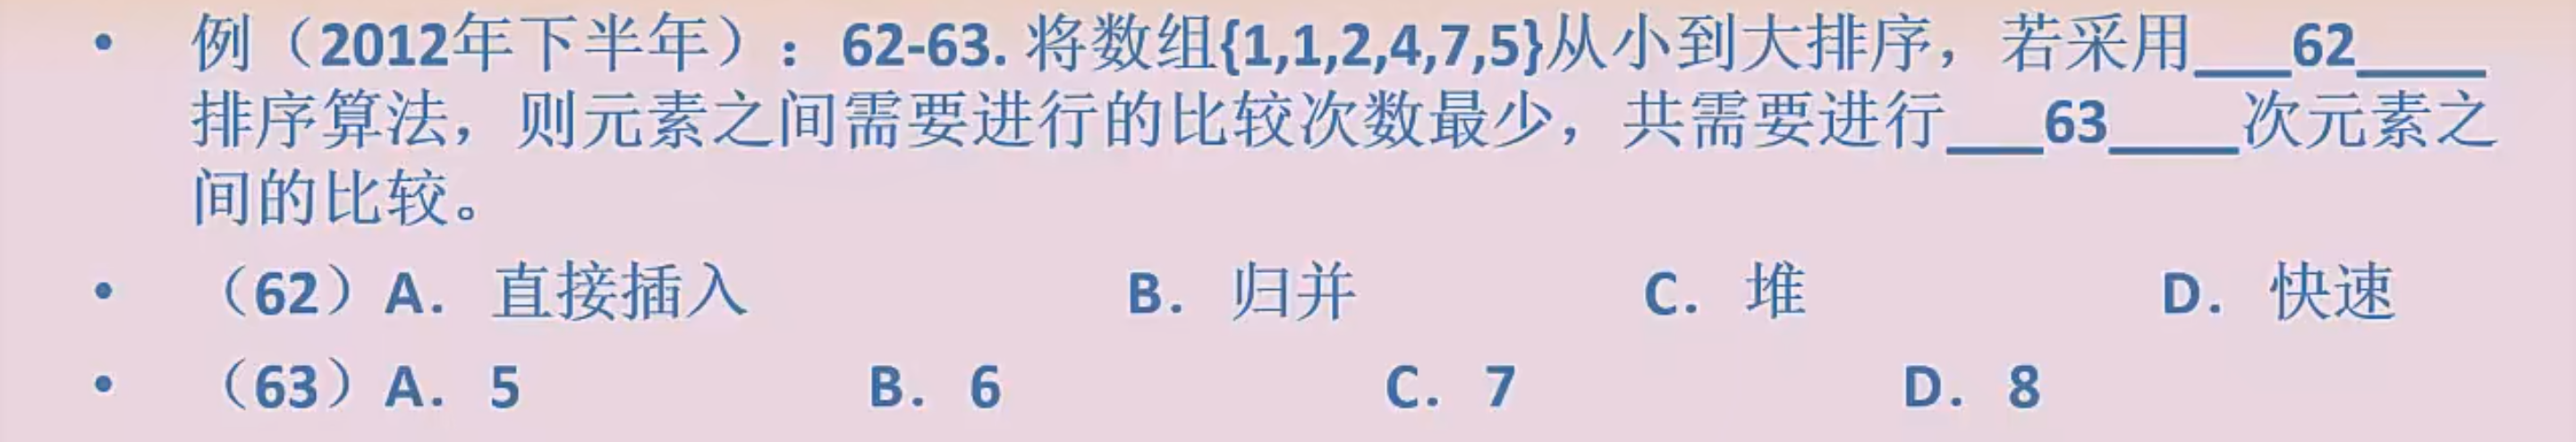 • 例（2012年下半年）：62-63. 将数组{1,1,2,4,7,5}从小到大排序，若采用___62____
排序算法，则元素之间需要进行的比较次数最少，共需要进行___63____次元素之
间的比较。
• （62）A. 直接插入 B. 归并 C. 堆 D. 快速
• （63）A. 5 B. 6 C. 7 D. 8